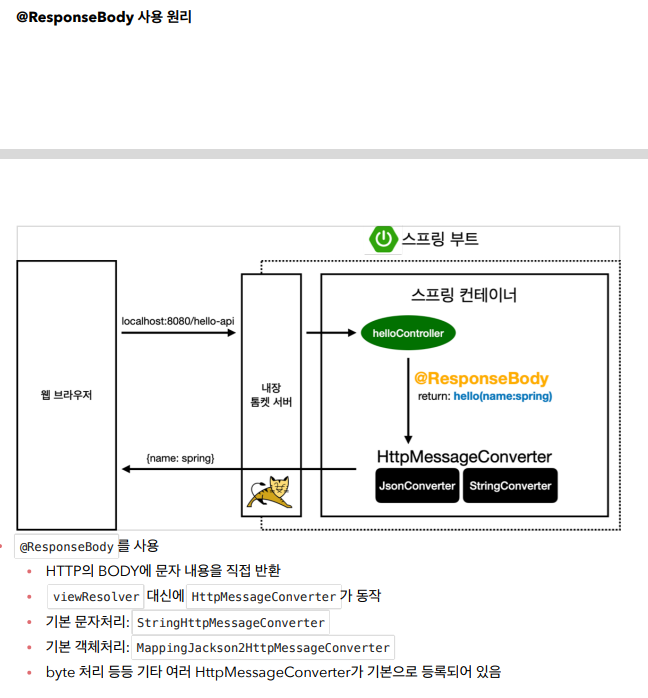 @ResponseBody 사용 원리
스프링 부트
스프링 컨테이너
localhost:8080/hello-api
helloController
웹 브라우저
내장
톰켓 서버
@ResponseBody
return: hello(name:spring)
HttpMessageConverter
{name: spring}
JsonConverter
StringConverter
@ResponseBody 를 사용
HTTP의 BODY에 문자 내용을 직접 반환
viewResolver 대신에 HttpMessageConverter 가 동작
기본 문자처리: StringHttpMessageConverter
기본 객체처리: MappingJackson2HttpMessageConverter
byte 처리 등등 기타 여러 HttpMessageConverter가 기본으로 등록되어 있음